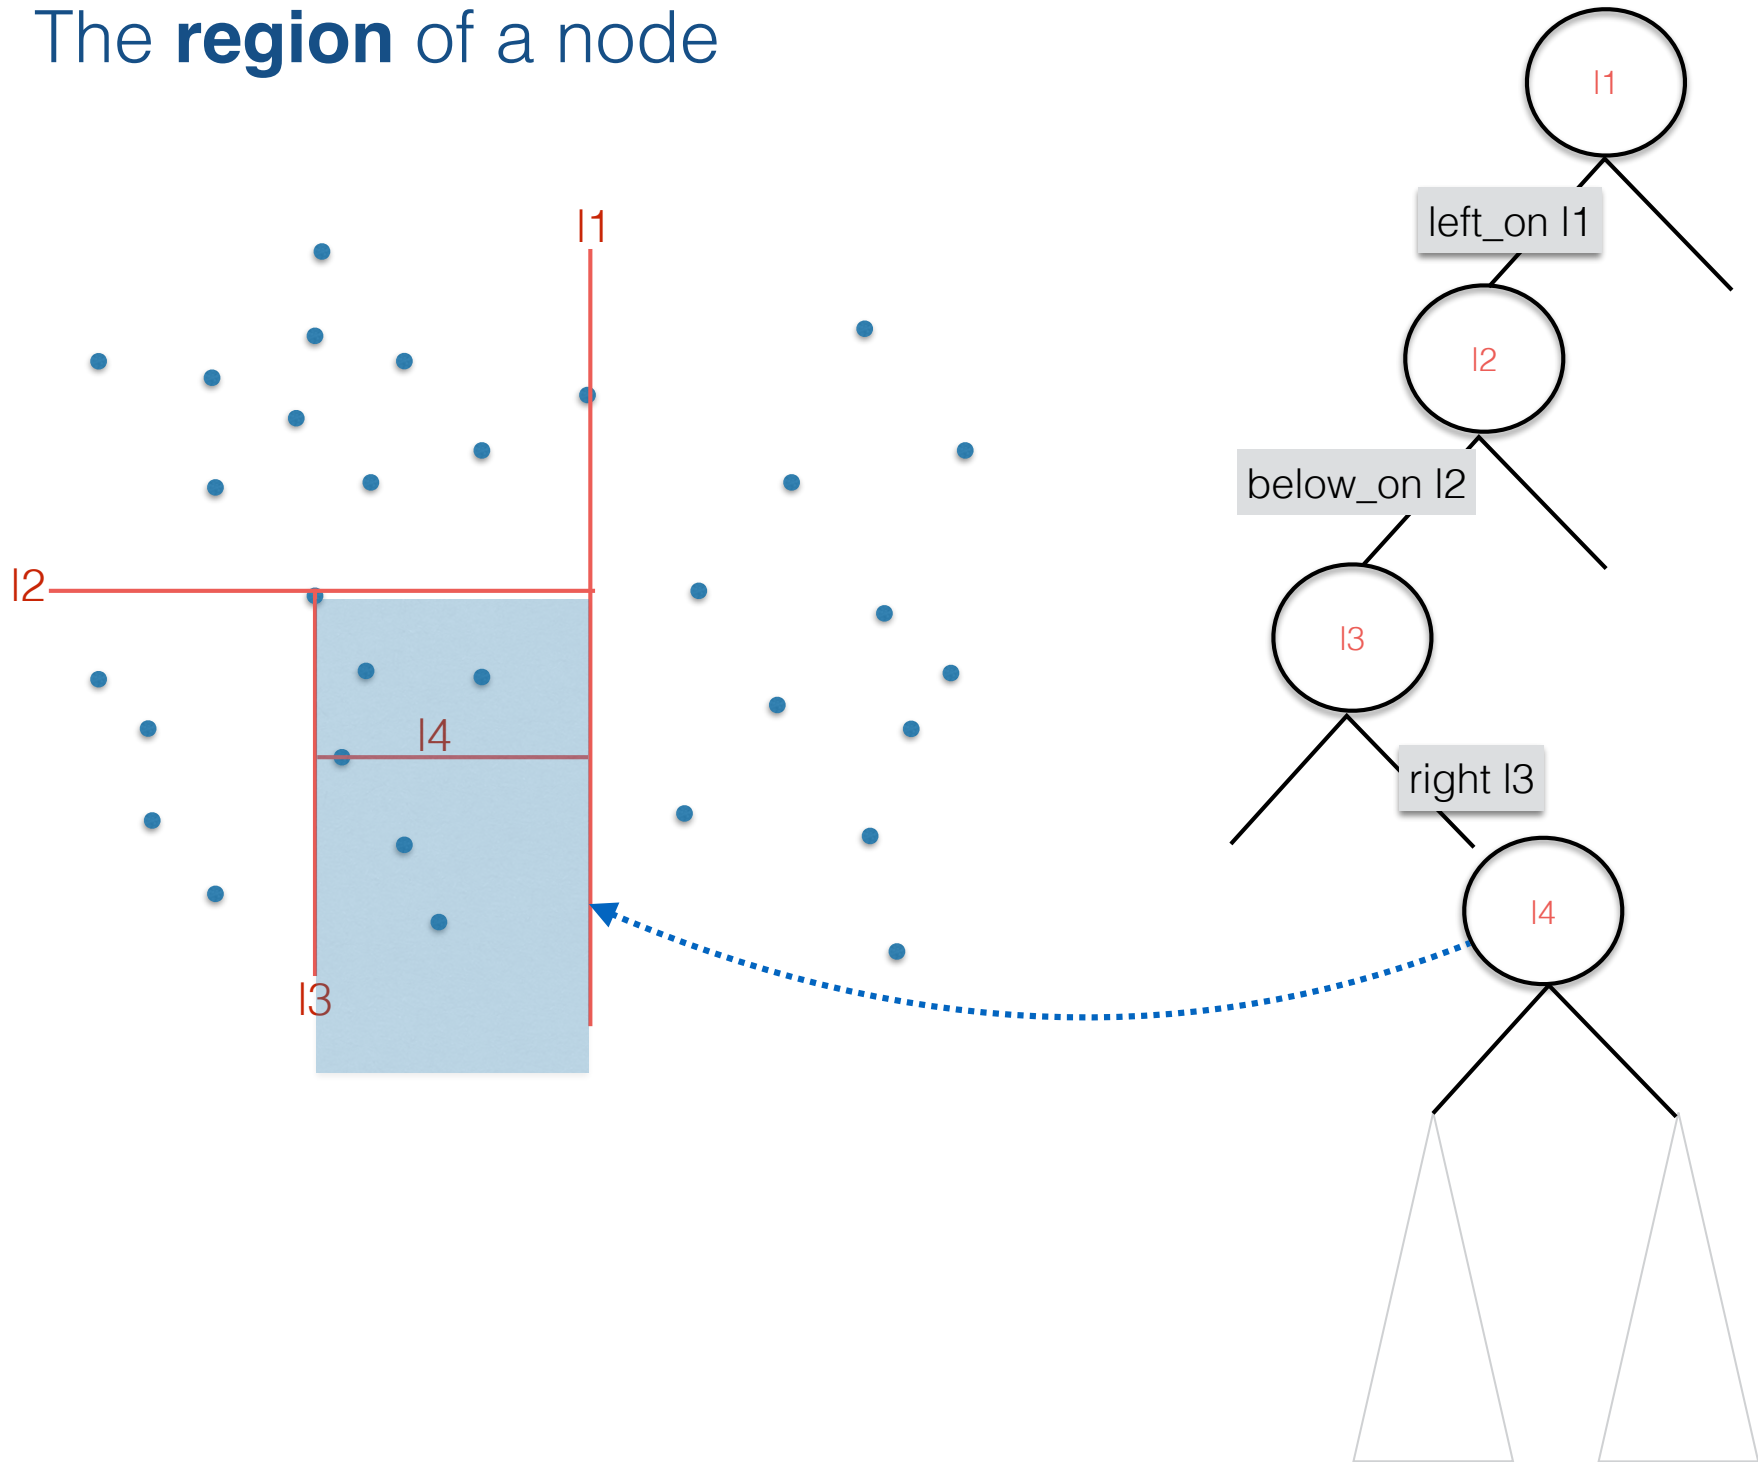 The region of a node
l1
l2
l4
l3
l1
left_on l1
l2
below_on l2
l3
right l3
l4